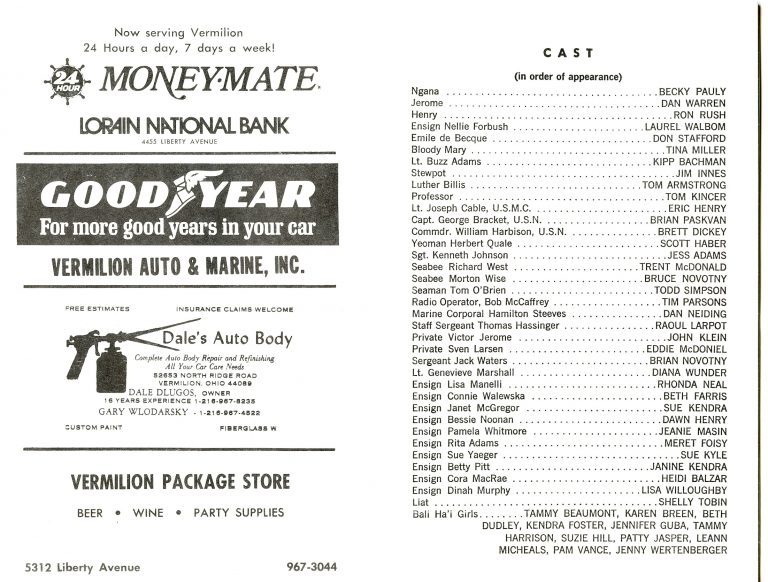 Now serving Vermilion
24 Hours a day, 7 days a week!
24 HOUR
MONEY-MATE.
LORAIN NATIONAL BANK
4455 LIBERTY AVENUE
GOOD YEAR
For more good years in your car
VERMILION AUTO & MARINE, INC.
FREE ESTIMATES INSURANCE CLAIMS WELCOME
Dale's Auto Body
Complete Auto Body Repair and Refinishing
All Your Car Care Needs
52653 NORTH RIDGE ROAD
VERMILION, OHIO 44089
DALE DLUGOS, OWNER
16 YEARS EXPERIENCE 1-216-967-8235
GARY WLODARSKY - 1-216-967-4822
CUSTOM PAINT FIBERGLASS W
VERMILION PACKAGE STORE
BEER • WINE • PARTY SUPPLIES
5312 Liberty Avenue 967-3044
CAST
(in order of appearance)
Ngana ........ BECKY PAULY
Jerome ........ DAN WARREN
Henry ........ RON RUSH
Ensign Nellie Forbush ........ LAUREL WALBOM
Emile de Becque ........ DON STAFFORD
Bloody Mary ........ TINA MILLER
Lt. Buzz Adams ........ KIPP BACHMAN
Stewpot ........ JIM INNES
Luther Billis ........ TOM ARMSTRONG
Professor ........ TOM KINCER
Lt. Joseph Cable, U.S.M.C. ........ ERIC HENRY
Capt. George Bracket, U.S.N. ........ BRIAN PASKVAN
Commdr. William Harbison, U.S.N. ........ BRETT DICKEY
Yeoman Herbert Quale ........ SCOTT HABER
Sgt. Kenneth Johnson ........ JESS ADAMS
Seabee Richard West ........ TRENT McDONALD
Seabee Morton Wise ........ BRUCE NOVOTNY
Seaman Tom O'Brien ........ TODD SIMPSON
Radio Operator, Bob McCaffrey ........ TIM PARSONS
Marine Corporal Hamilton Steeves ........ DAN NEIDING
Staff Sergeant Thomas Hassinger ........ RAOUL LARPOT
Private Victor Jerome ........ JOHN KLEIN
Private Sven Larsen ........ EDDIE McDONIEL
Sergeant Jack Waters ........ BRIAN NOVOTNY
Lt. Genevieve Marshall ........ DIANA WUNDER
Ensign Lisa Manelli ........ RHONDA NEAL
Ensign Connie Walewska ........ BETH FARRIS
Ensign Janet McGregor ........ SUE KENDRA
Ensign Bessie Noonan ........ DAWN HENRY
Ensign Pamela Whitmore ........ JEANIE MASIN
Ensign Rita Adams ........ MERET FOISY
Ensign Sue Yaeger ........ SUE KYLE
Ensign Betty Pitt ........ JANINE KENDRA
Ensign Cora MacRae ........ HEIDI BALZAR
Ensign Dinah Murphy ........ LISA WILLOUGHBY
Liat ........ SHELLY TOBIN
Bali Ha'i Girls ........ TAMMY BEAUMONT, KAREN BREEN, BETH
DUDLEY, KENDRA FOSTER, JENNIFER GUBA, TAMMY
HARRISON, SUZIE HILL, PATTY JASPER, LEANN
MICHEALS, PAM VANCE, JENNY WERTENBERGER